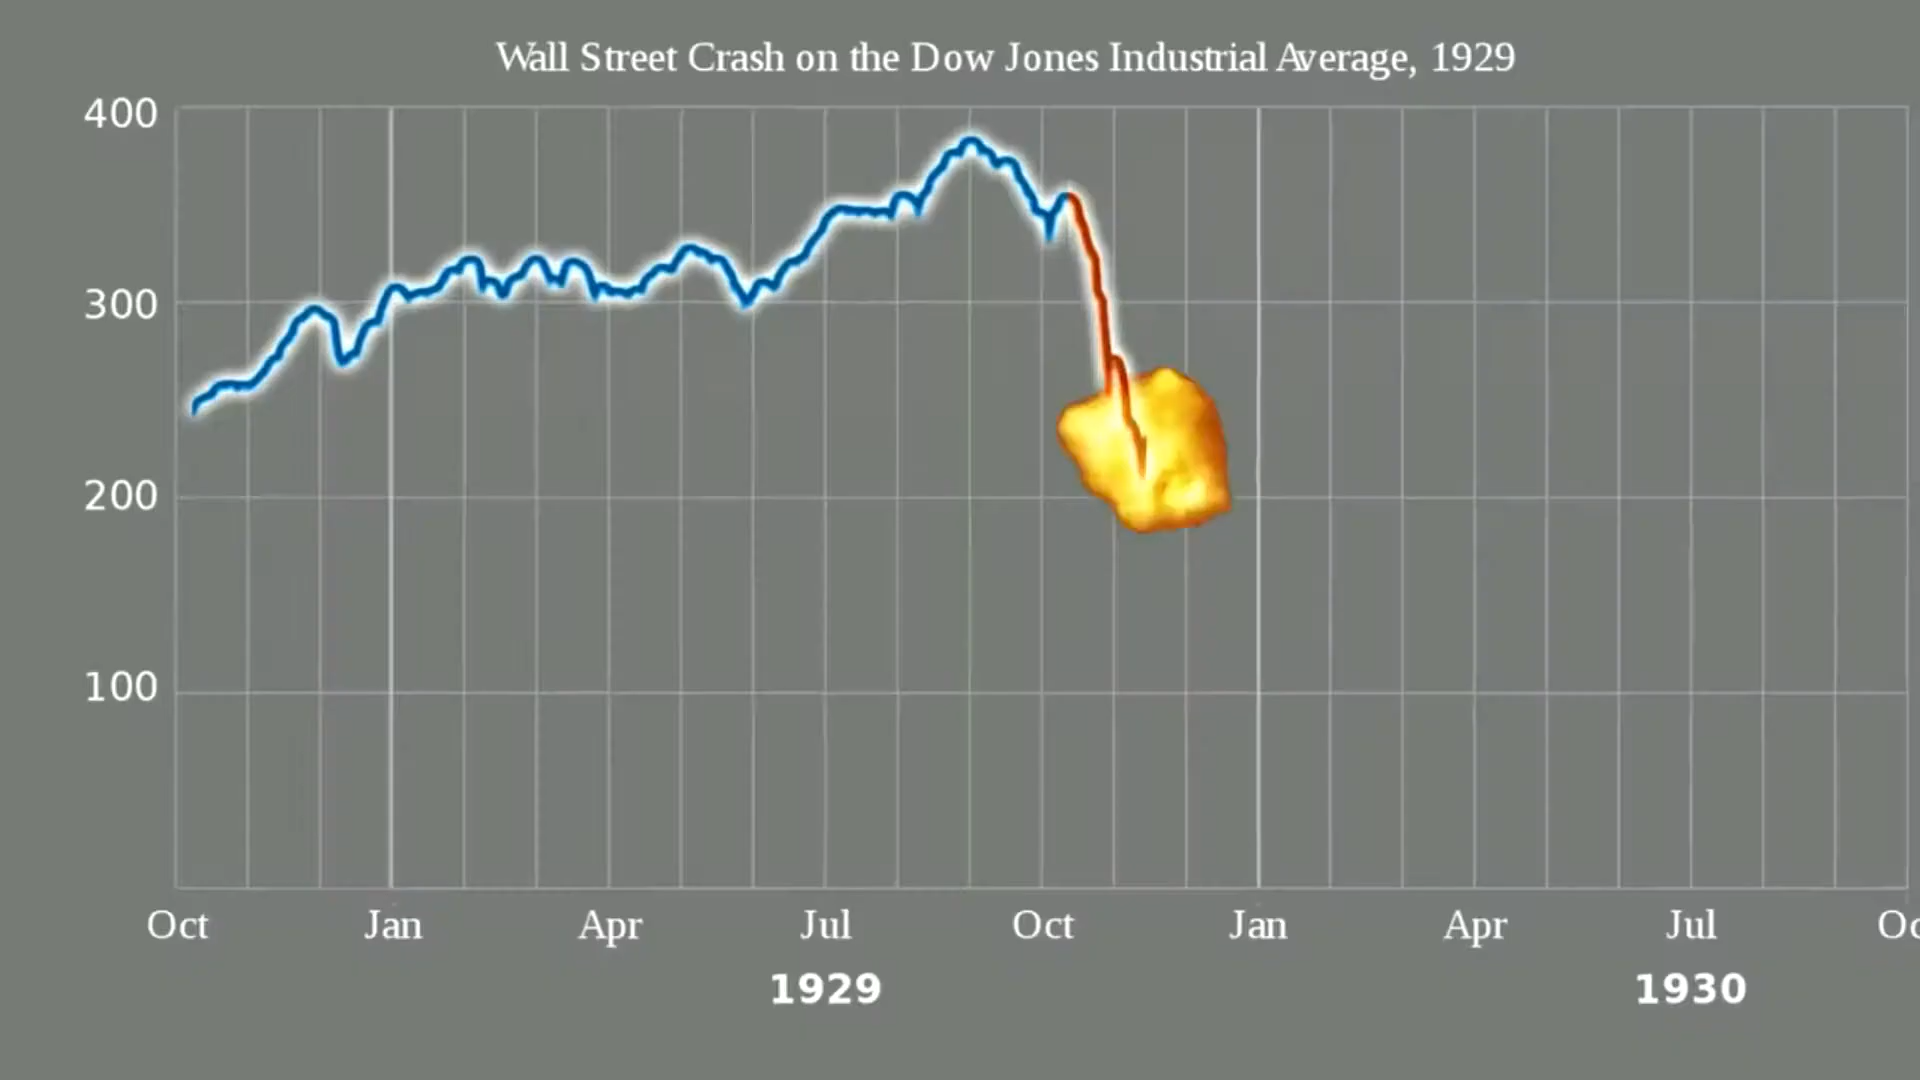 Wall Street Crash on the Dow Jones Industrial Average, 1929
400
300
200
100
Oct Jan Apr Jul Oct Jan Apr Jul
1929 1930